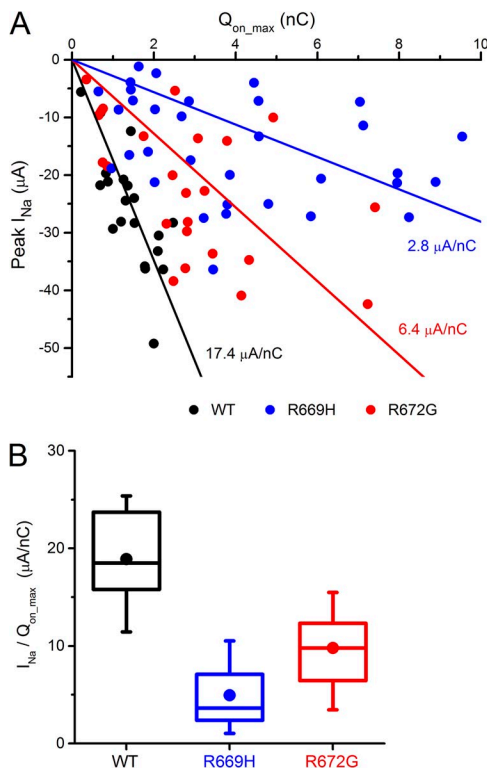 A
Q_on_max (nC)
0 2 4 6 8 10
0
-10
-20
-30
-40
-50
Peak I_Na (µA)
2.8 µA/nC
6.4 µA/nC
17.4 µA/nC
WT R669H R672G
B
30
20
10
0
I_Na / Q_on_max (µA/nC)
WT R669H R672G